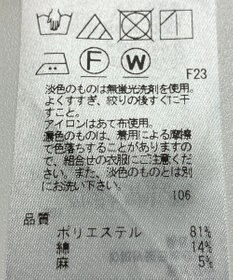 F W
F23
淡色のものは無蛍光洗剤を使用。
よくすすぎ、絞りの後すぐに干
すこと。
アイロンはあて布使用。
濃色のものは、着用による摩擦
で色落ちすることがありますの
で、組合せの衣服にご注意くださ
い。また、淡色のものとは別
にお洗い下さい。
106
品質
ポリエステル 81%
綿 14%
麻 5%